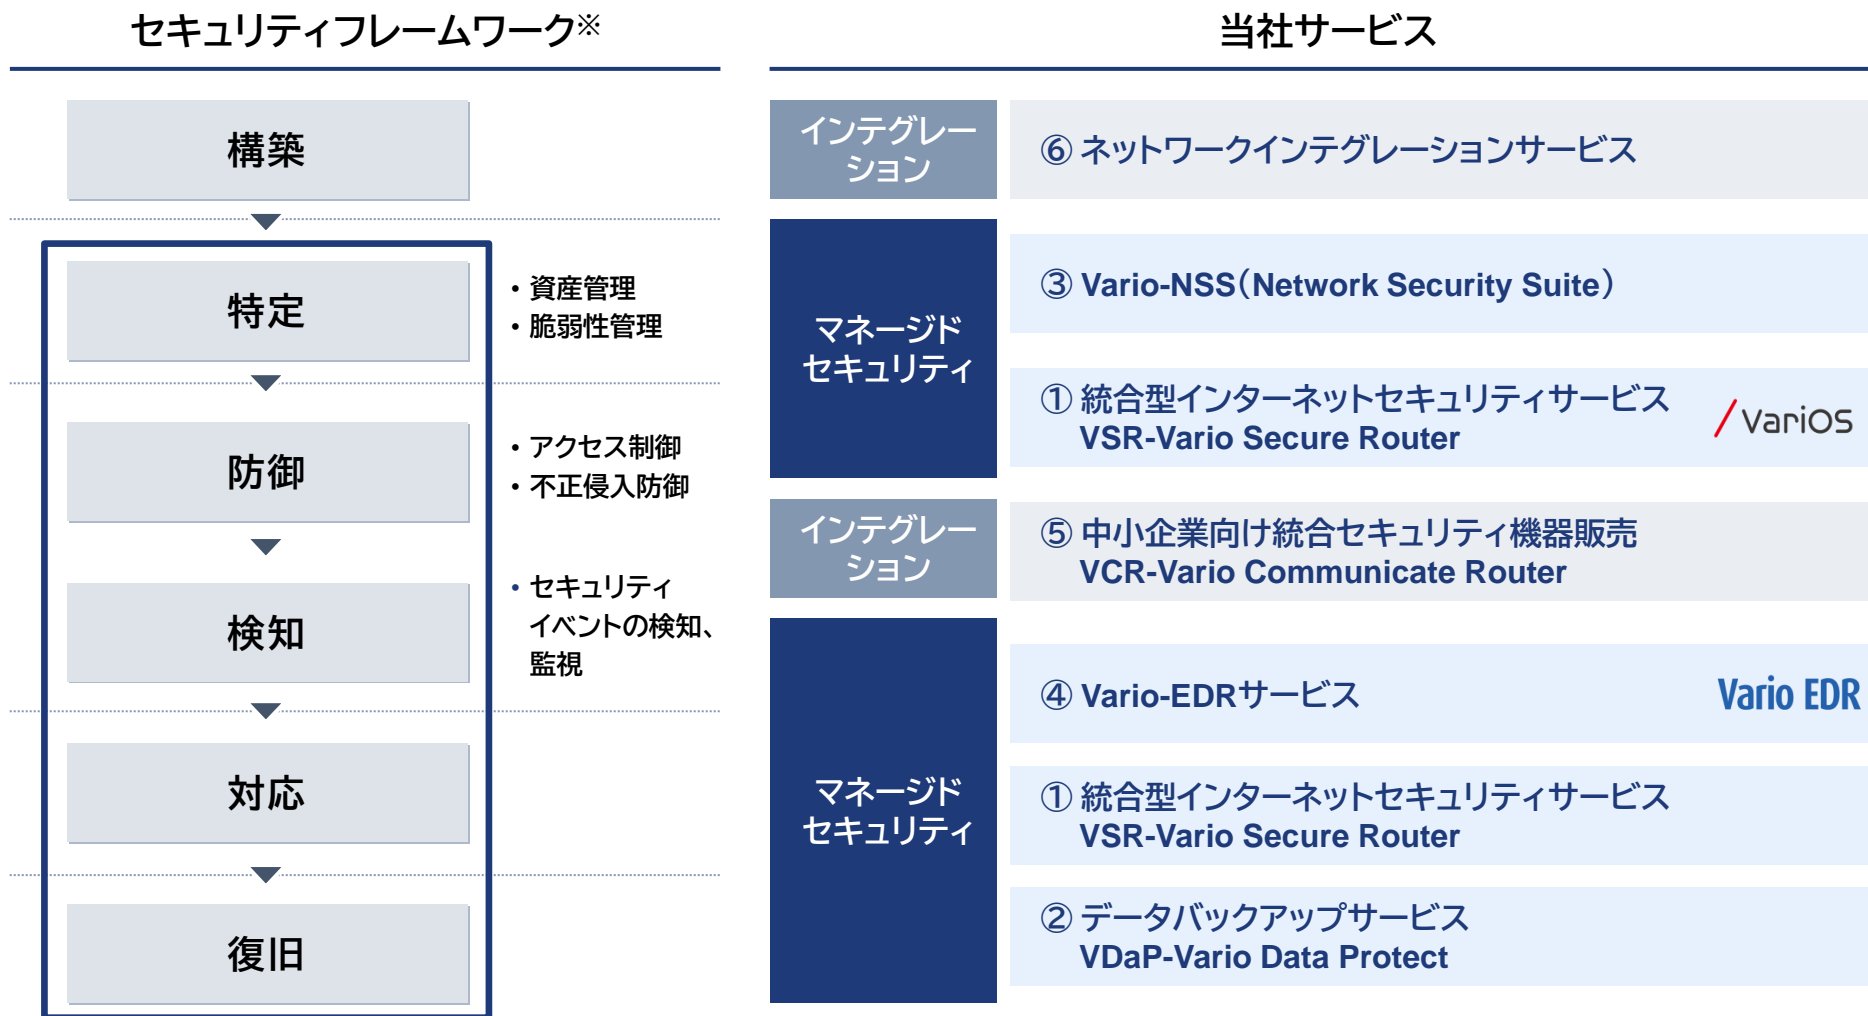 セキュリティフレームワーク※
構築
特定
・資産管理
・脆弱性管理
防御
・アクセス制御
・不正侵入防御
検知
・セキュリティ
イベントの検知、
監視
対応
復旧
当社サービス
インテグレー
ション
⑥ ネットワークインテグレーションサービス
マネージド
セキュリティ
③ Vario-NSS（Network Security Suite）
① 統合型インターネットセキュリティサービス
VSR-Vario Secure Router
VariOS
インテグレー
ション
⑤ 中小企業向け統合セキュリティ機器販売
VCR-Vario Communicate Router
マネージド
セキュリティ
④ Vario-EDRサービス
Vario EDR
① 統合型インターネットセキュリティサービス
VSR-Vario Secure Router
② データバックアップサービス
VDaP-Vario Data Protect